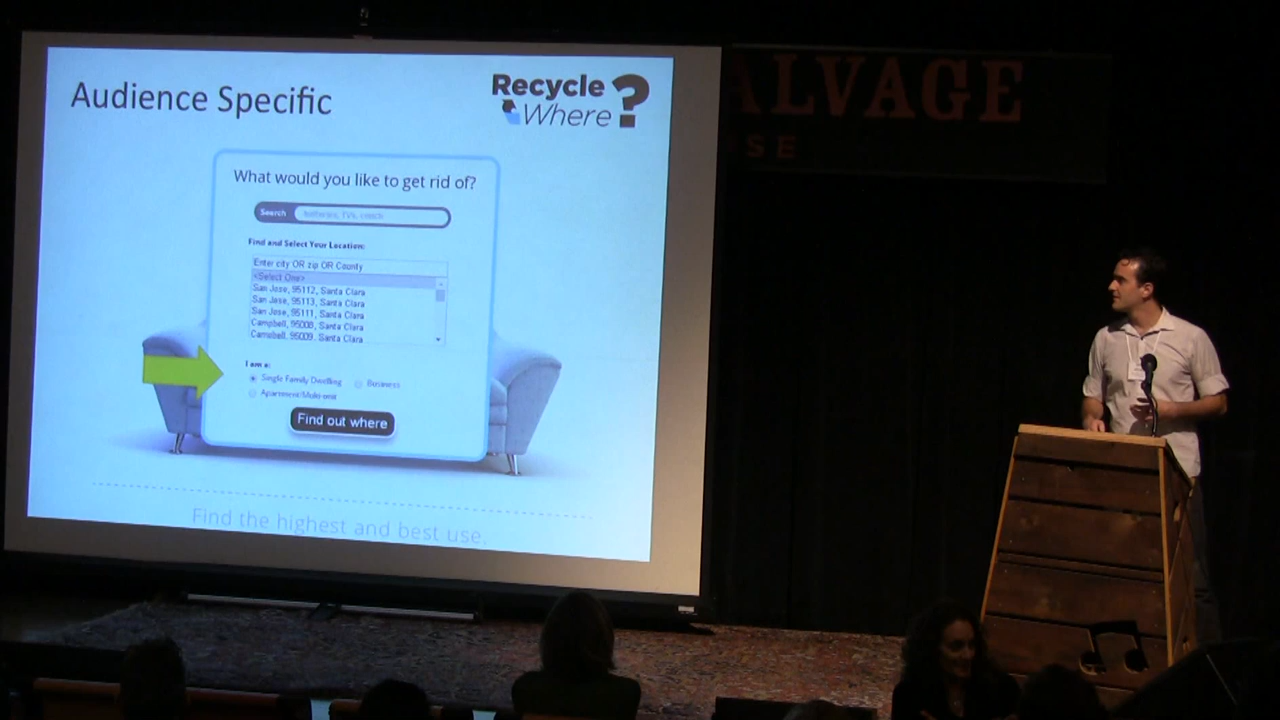 Audience Specific
Recycle
Where?
ALVAGE
SE
What would you like to get rid of?
Search batteries, TVs, couch
Find and Select Your Location:
Enter city OR zip OR County
<Select One>
San Jose, 95112, Santa Clara
San Jose, 95113, Santa Clara
San Jose, 95111, Santa Clara
Campbell, 95008, Santa Clara
Campbell, 95009, Santa Clara
I am a:
Single Family Dwelling Business
Apartment/Multi-unit
Find out where
Find the highest and best use.